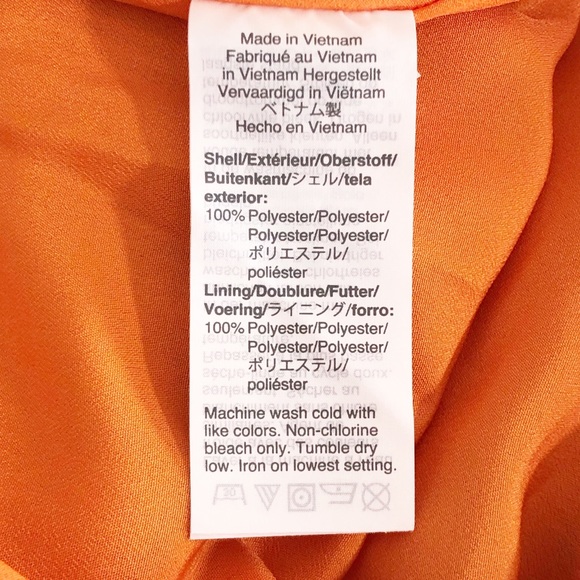 Made in Vietnam
Fabriqué au Vietnam
in Vietnam Hergestellt
Vervaardigd in Viëtnam
ベトナム製
Hecho en Vietnam
Shell/Extérieur/Oberstoff/
Buitenkant/シェル/tela
exterior:
100% Polyester/Polyester/
Polyester/Polyester/
ポリエステル/
poliéster
Lining/Doublure/Futter/
Voering/ライニング/forro:
100% Polyester/Polyester/
Polyester/Polyester/
ポリエステル/
poliéster
Machine wash cold with
like colors. Non-chlorine
bleach only. Tumble dry
low. Iron on lowest setting.
30